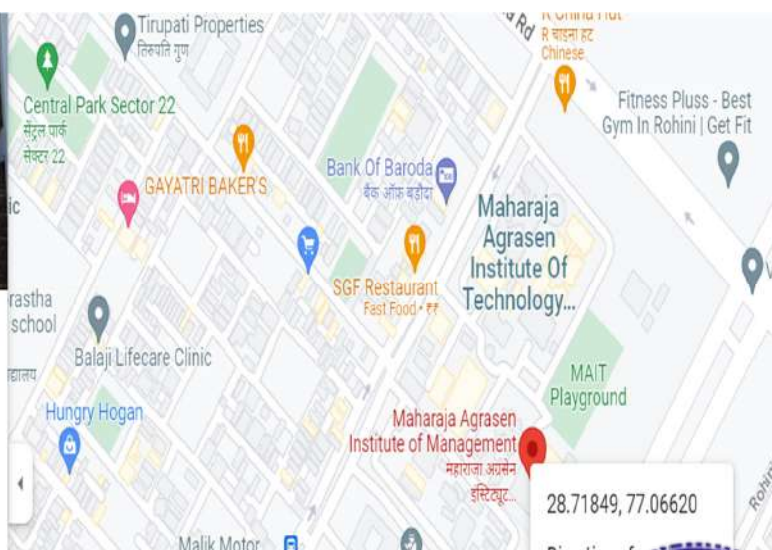 Tirupati Properties
तिरुपति गुण
Central Park Sector 22
सेंट्रल पार्क
सेक्टर 22
GAYATRI BAKER'S
Bank Of Baroda
बैंक ऑफ़ बड़ौदा
R चाइना हट
Chinese
Fitness Pluss - Best
Gym In Rohini | Get Fit
Maharaja
Agrasen
Institute Of
Technology...
SGF Restaurant
Fast Food • ₹₹
rastha
school
Balaji Lifecare Clinic
Hungry Hogan
MAIT
Playground
Maharaja Agrasen
Institute of Management
महाराजा अग्रसेन
इंस्टिट्यूट...
28.71849, 77.06620
Malik Motor